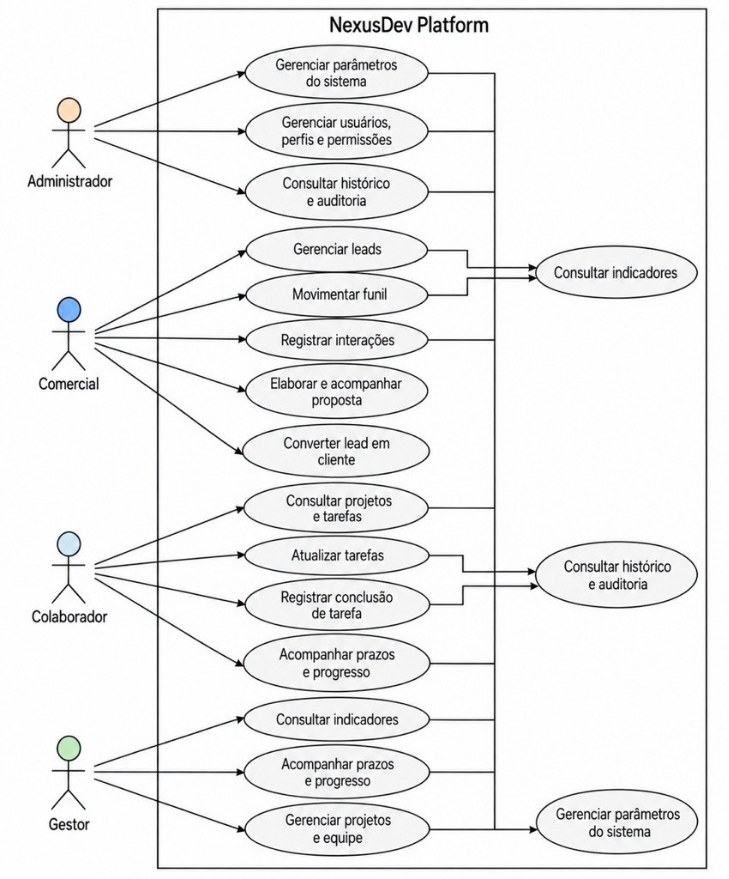 NexusDev Platform
Gerenciar parâmetros
do sistema
Gerenciar usuários,
perfis e permissões
Administrador
Consultar histórico
e auditoria
Gerenciar leads
Consultar indicadores
Movimentar funil
Registrar interações
Comercial
Elaborar e acompanhar
proposta
Converter lead em
cliente
Consultar projetos
e tarefas
Atualizar tarefas
Consultar histórico
e auditoria
Registrar conclusão
de tarefa
Colaborador
Acompanhar prazos
e progresso
Consultar indicadores
Acompanhar prazos
e progresso
Gestor
Gerenciar projetos
e equipe
Gerenciar parâmetros
do sistema